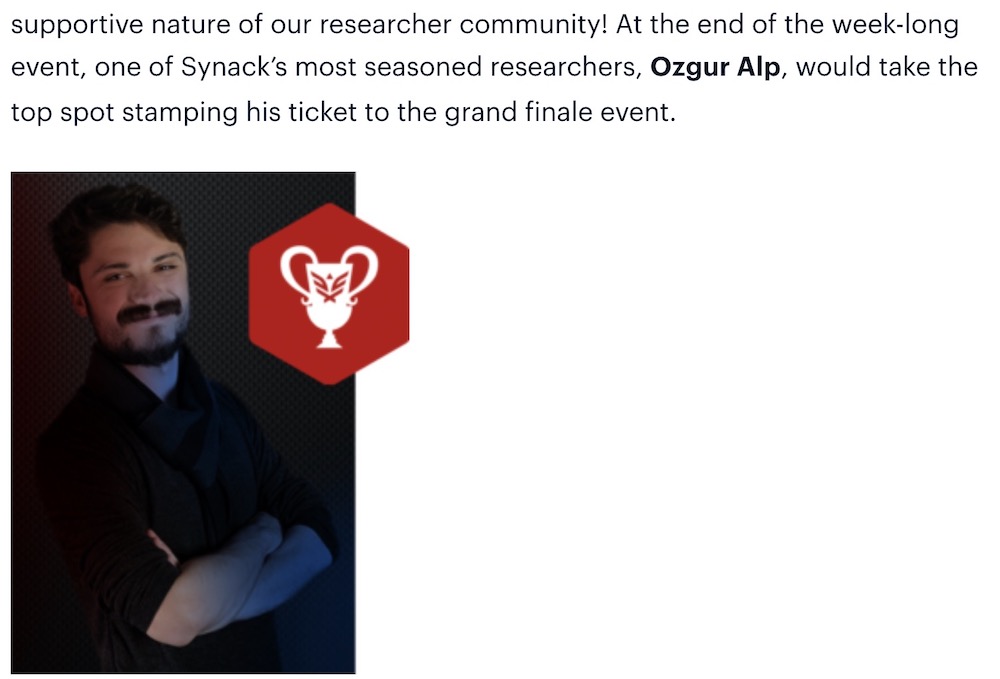 supportive nature of our researcher community! At the end of the week-long
event, one of Synack’s most seasoned researchers, Ozgur Alp, would take the
top spot stamping his ticket to the grand finale event.